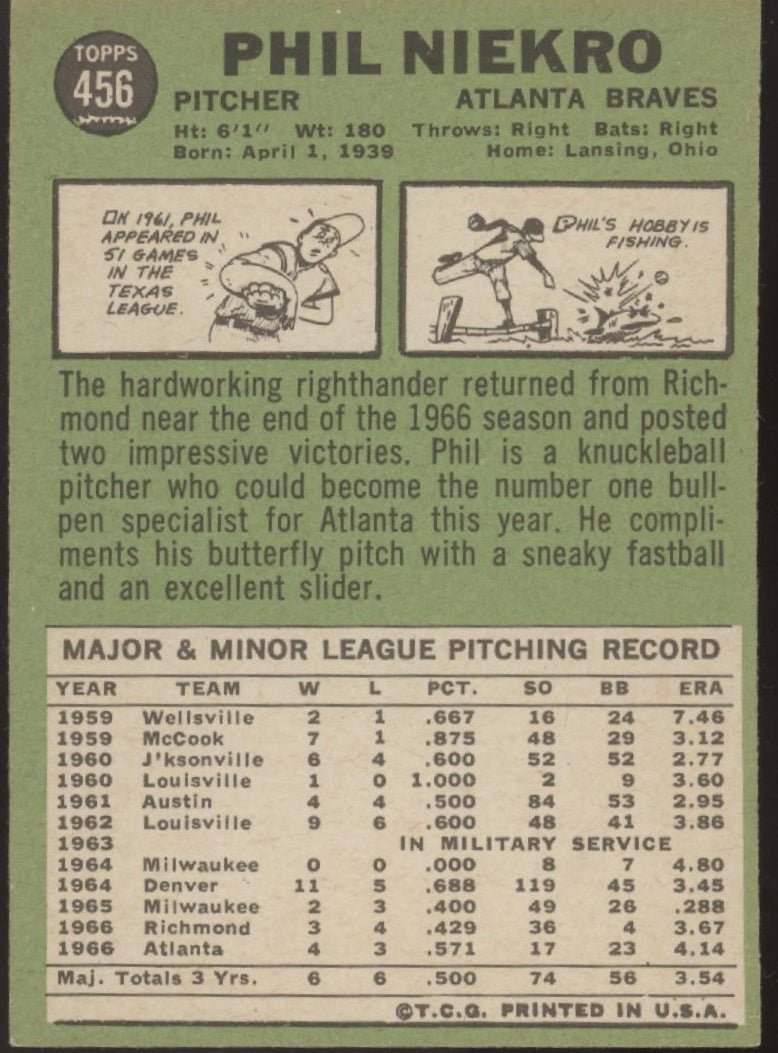 TOPPS
456
PHIL NIEKRO
PITCHER ATLANTA BRAVES
Ht: 6'1" Wt: 180 Throws: Right Bats: Right
Born: April 1, 1939 Home: Lansing, Ohio
IN 1961, PHIL
APPEARED IN
51 GAMES
IN THE
TEXAS
LEAGUE.
PHIL'S HOBBY IS
FISHING.
The hardworking righthander returned from Rich-
mond near the end of the 1966 season and posted
two impressive victories. Phil is a knuckleball
pitcher who could become the number one bull-
pen specialist for Atlanta this year. He compli-
ments his butterfly pitch with a sneaky fastball
and an excellent slider.
MAJOR & MINOR LEAGUE PITCHING RECORD
YEAR TEAM W L PCT. SO BB ERA
1959 Wellsville 2 1 .667 16 24 7.46
1959 McCook 7 1 .875 48 29 3.12
1960 J'ksonville 6 4 .600 52 52 2.77
1960 Louisville 1 0 1.000 2 9 3.60
1961 Austin 4 4 .500 84 53 2.95
1962 Louisville 9 6 .600 48 41 3.86
1963 IN MILITARY SERVICE
1964 Milwaukee 0 0 .000 8 7 4.80
1964 Denver 11 5 .688 119 45 3.45
1965 Milwaukee 2 3 .400 49 26 .288
1966 Richmond 3 4 .429 36 4 3.67
1966 Atlanta 4 3 .571 17 23 4.14
Maj. Totals 3 Yrs. 6 6 .500 74 56 3.54
©T.C.G. PRINTED IN U.S.A.